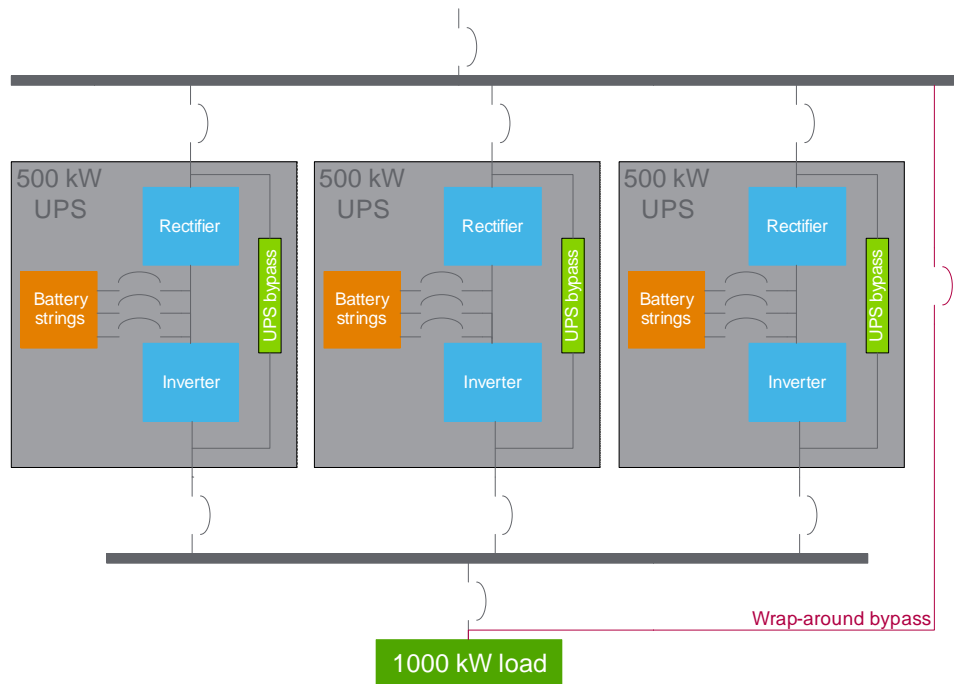 500 kW
UPS
Rectifier
Battery
strings
UPS bypass
Inverter
500 kW
UPS
Rectifier
Battery
strings
UPS bypass
Inverter
500 kW
UPS
Rectifier
Battery
strings
UPS bypass
Inverter
Wrap-around bypass
1000 kW load